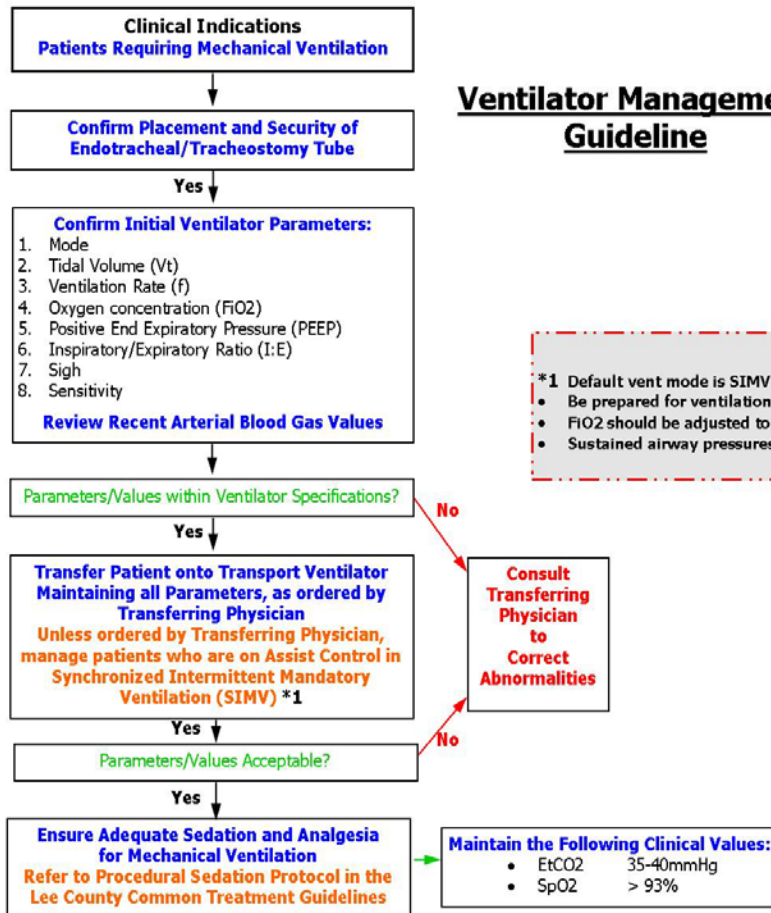 Clinical Indications
Patients Requiring Mechanical Ventilation
Ventilator Manageme
Guideline
Confirm Placement and Security of
Endotracheal/Tracheostomy Tube
Yes
Confirm Initial Ventilator Parameters:
1. Mode
2. Tidal Volume (Vt)
3. Ventilation Rate (f)
4. Oxygen concentration (FiO2)
5. Positive End Expiratory Pressure (PEEP)
6. Inspiratory/Expiratory Ratio (I:E)
7. Sigh
8. Sensitivity
Review Recent Arterial Blood Gas Values
*1 Default vent mode is SIMV
• Be prepared for ventilation
• FiO2 should be adjusted to
• Sustained airway pressures
Parameters/Values within Ventilator Specifications?
No
Yes
Transfer Patient onto Transport Ventilator
Maintaining all Parameters, as ordered by
Transferring Physician
Unless ordered by Transferring Physician,
manage patients who are on Assist Control in
Synchronized Intermittent Mandatory
Ventilation (SIMV) *1
Consult
Transferring
Physician
to
Correct
Abnormalities
Yes
No
Parameters/Values Acceptable?
Yes
Ensure Adequate Sedation and Analgesia
for Mechanical Ventilation
Refer to Procedural Sedation Protocol in the
Lee County Common Treatment Guidelines
Maintain the Following Clinical Values:
• EtCO2 35-40mmHg
• SpO2 > 93%